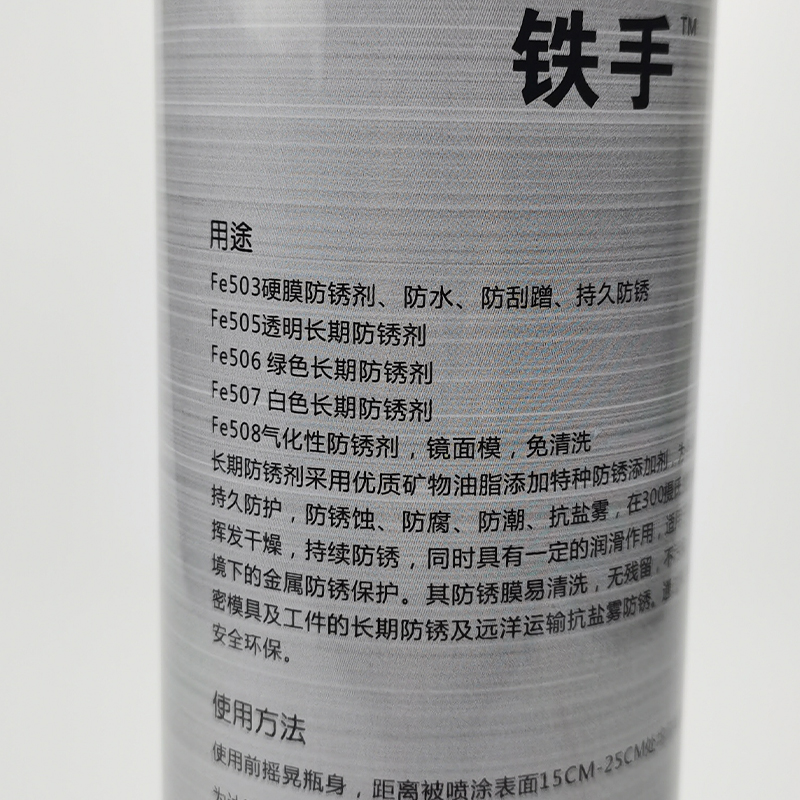 铁手™
用途
Fe503硬膜防锈剂、防水、防刮蹭、持久防锈
Fe505透明长期防锈剂
Fe506 绿色长期防锈剂
Fe507 白色长期防锈剂
Fe508气化性防锈剂，镜面模，免清洗
长期防锈剂采用优质矿物油脂添加特种防锈添加剂，
持久防护，防锈蚀、防腐、防潮、抗盐雾，在300摄氏
挥发干燥，持续防锈，同时具有一定的润滑作用，适
境下的金属防锈保护。其防锈膜易清洗，无残留，不
密模具及工件的长期防锈及远洋运输抗盐雾防锈。通
安全环保。
使用方法
使用前摇晃瓶身，距离被喷涂表面15CM-25CM处